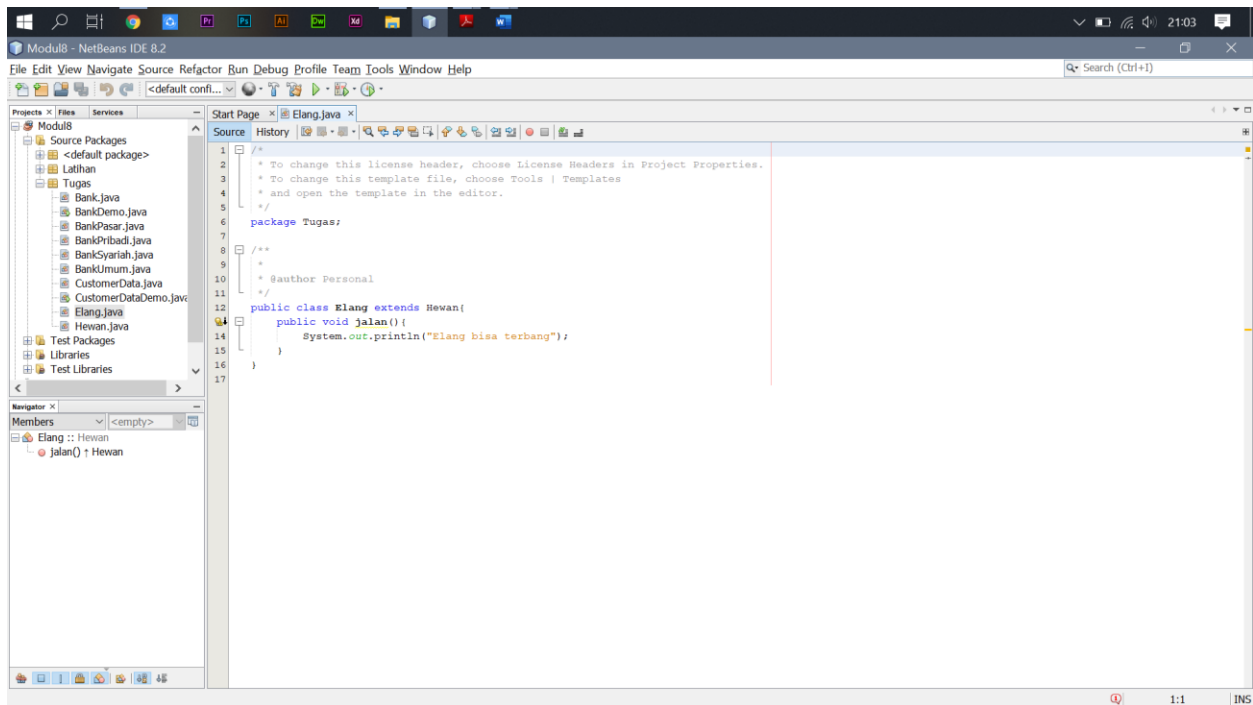 Pr Ps Ai Dw Xd
21:03
Modul8 - NetBeans IDE 8.2
File Edit View Navigate Source Refactor Run Debug Profile Team Tools Window Help
Search (Ctrl+I)
<default confi...
Projects Files Services
Start Page Elang.java
Source History
Modul8
Source Packages
<default package>
Latihan
Tugas
Bank.java
BankDemo.java
BankPasar.java
BankPribadi.java
BankSyariah.java
BankUmum.java
CustomerData.java
CustomerDataDemo.java
Elang.java
Hewan.java
Test Packages
Libraries
Test Libraries
1 /*
2 * To change this license header, choose License Headers in Project Properties.
3 * To change this template file, choose Tools | Templates
4 * and open the template in the editor.
5 */
6 package Tugas;
7
8 /**
9 *
10 * @author Personal
11 */
12 public class Elang extends Hewan{
public void jalan(){
14 System.out.println("Elang bisa terbang");
15 }
16 }
17
Navigator
Members <empty>
Elang :: Hewan
jalan() ↑ Hewan
1:1 INS